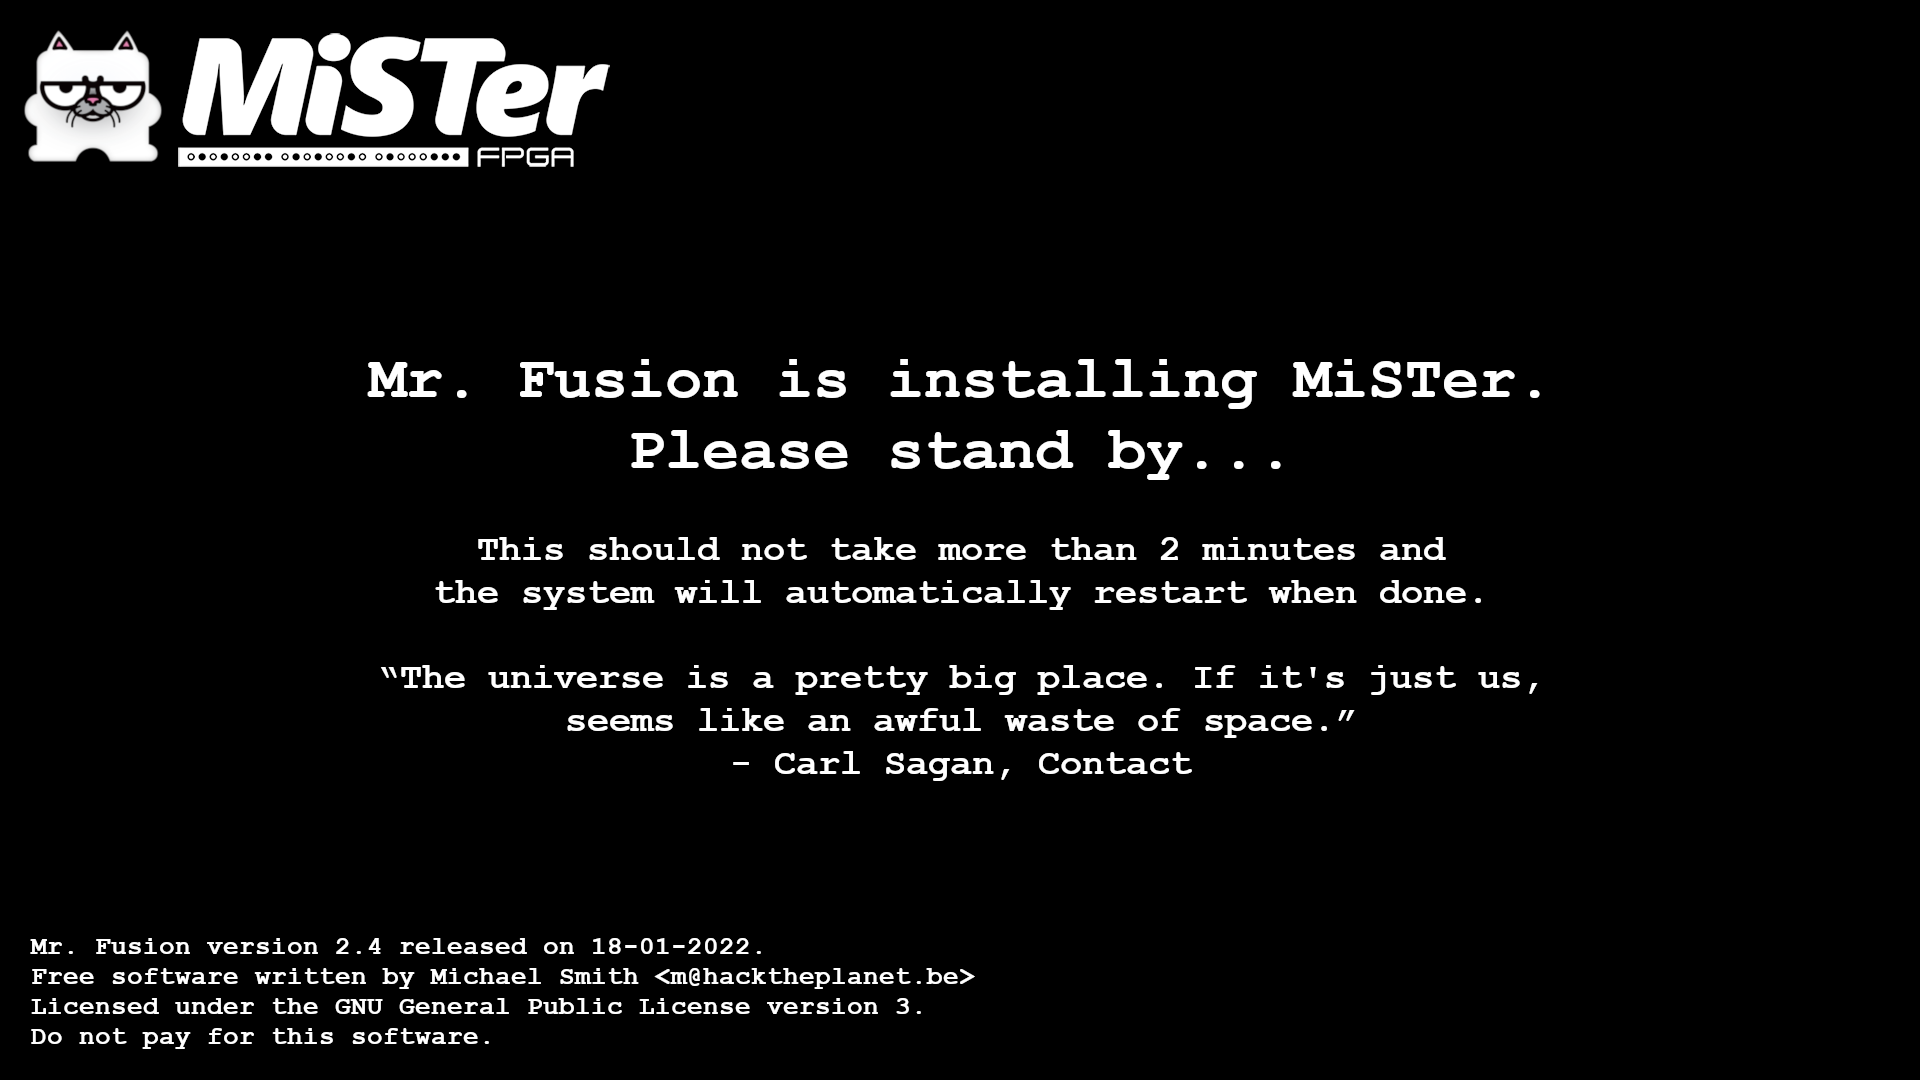 MiSTer
FPGA
Mr. Fusion is installing MiSTer.
Please stand by...
This should not take more than 2 minutes and
the system will automatically restart when done.
“The universe is a pretty big place. If it's just us,
seems like an awful waste of space.”
- Carl Sagan, Contact
Mr. Fusion version 2.4 released on 18-01-2022.
Free software written by Michael Smith <m@hacktheplanet.be>
Licensed under the GNU General Public License version 3.
Do not pay for this software.